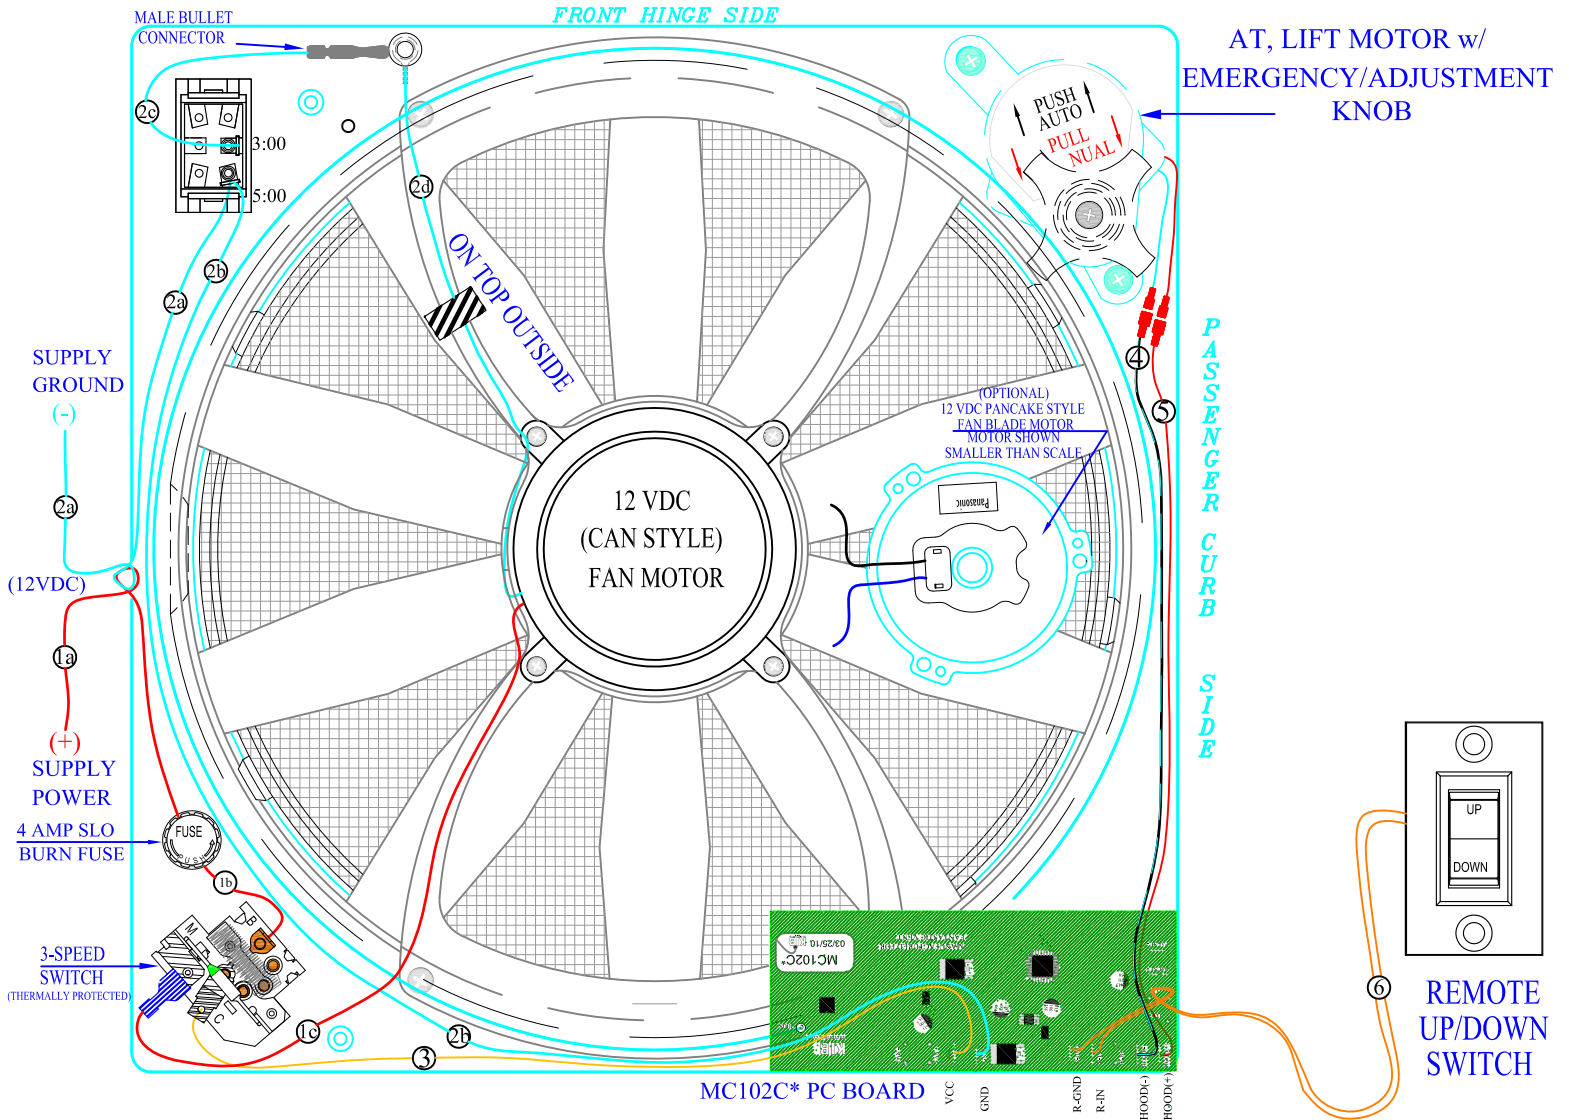 FRONT HINGE SIDE
MALE BULLET
CONNECTOR
AT, LIFT MOTOR w/
EMERGENCY/ADJUSTMENT
KNOB
PUSH
AUTO
PULL
NUAL
2c
3:00
5:00
2d
2b
2a
ON TOP OUTSIDE
SUPPLY
GROUND
(-)
2a
(12VDC)
1a
(+)
SUPPLY
POWER
4
5
PASSENGER CURB SIDE
(OPTIONAL)
12 VDC PANCAKE STYLE
FAN BLADE MOTOR
MOTOR SHOWN
SMALLER THAN SCALE
Panasonic
12 VDC
(CAN STYLE)
FAN MOTOR
4 AMP SLO
BURN FUSE
FUSE
PUSH
1b
3-SPEED
SWITCH
(THERMALLY PROTECTED)
M
B
C
1c
2b
3
MC102C*
03/25/10
MC102C* PC BOARD
VCC
GND
R-GND
R-IN
HOOD(-)
HOOD(+)
UP
DOWN
6
REMOTE
UP/DOWN
SWITCH